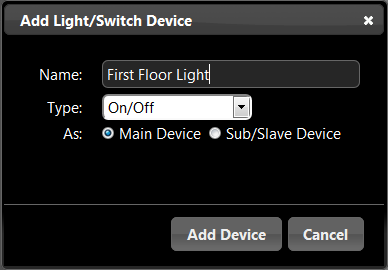 Add Light/Switch Device
Name: First Floor Light
Type: On/Off
As: Main Device Sub/Slave Device
Add Device Cancel